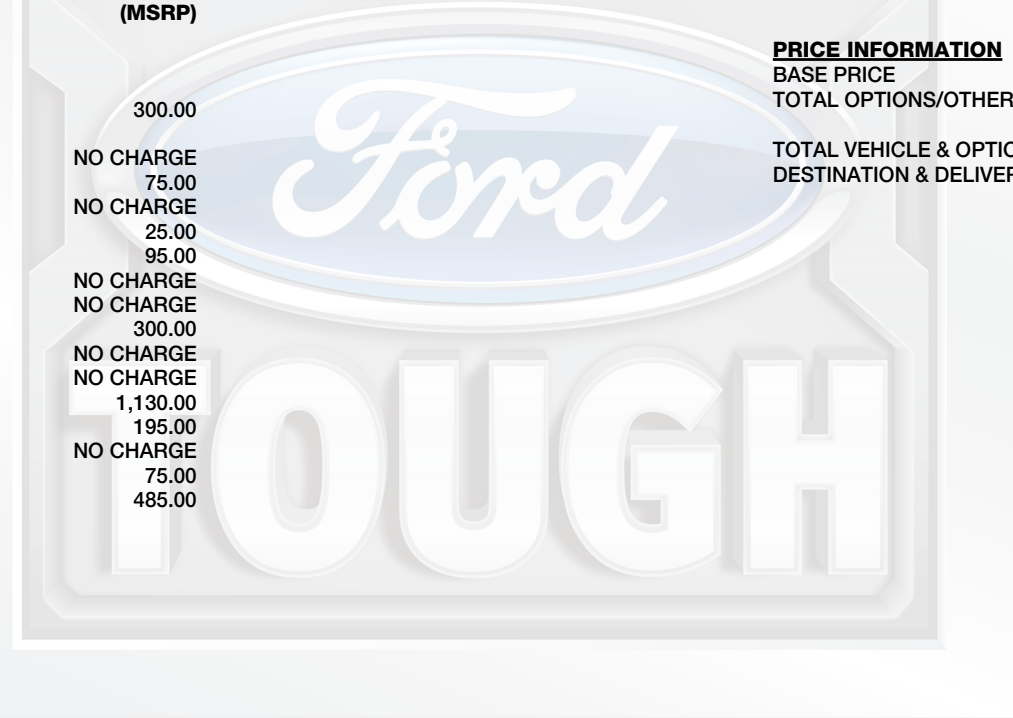 (MSRP)
300.00
NO CHARGE
75.00
NO CHARGE
25.00
95.00
NO CHARGE
NO CHARGE
300.00
NO CHARGE
NO CHARGE
1,130.00
195.00
NO CHARGE
75.00
485.00
PRICE INFORMATION
BASE PRICE
TOTAL OPTIONS/OTHER
TOTAL VEHICLE & OPTIO
DESTINATION & DELIVER
Ford
TOUGH